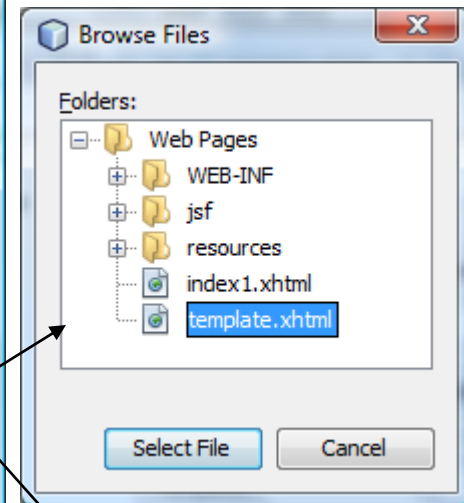 Browse Files
Folders:
Web Pages
WEB-INF
jsf
resources
index1.xhtml
template.xhtml
Select File Cancel